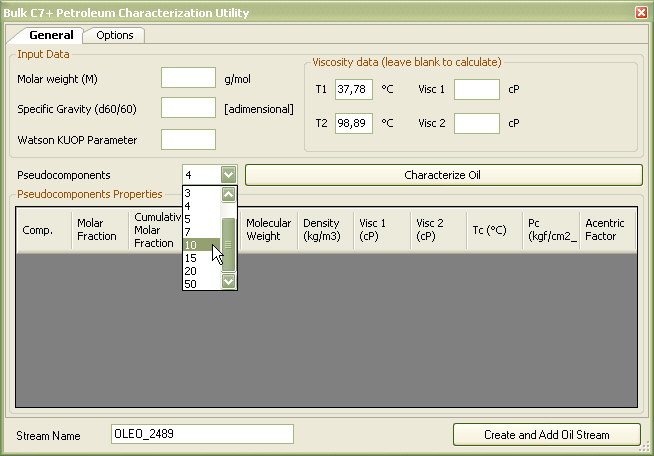 Bulk C7+ Petroleum Characterization Utility
General Options
Input Data
Molar weight (M) g/mol
Specific Gravity (d60/60) [adimensional]
Watson KUOP Parameter
Viscosity data (leave blank to calculate)
T1 37,78 °C Visc 1 cP
T2 98,89 °C Visc 2 cP
Pseudocomponents 4 Characterize Oil
3
4
5
7
10
15
20
50
Pseudocomponents Properties
Comp.
Molar
Fraction
Cumulativ
Molar
Fraction
Molecular
Weight
Density
(kg/m3)
Visc 1
(cP)
Visc 2
(cP)
Tc (°C)
Pc
(kgf/cm2_
Acentric
Factor
Stream Name OLEO_2489 Create and Add Oil Stream